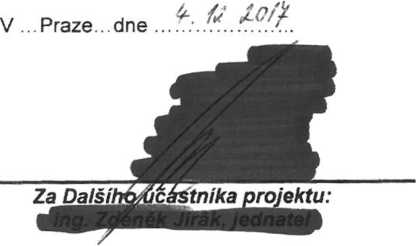 V ...Praze...dne ...4. 12 2017...
Za Dalšího účastníka projektu:
Ing. Zdeněk Jirák, jednatel